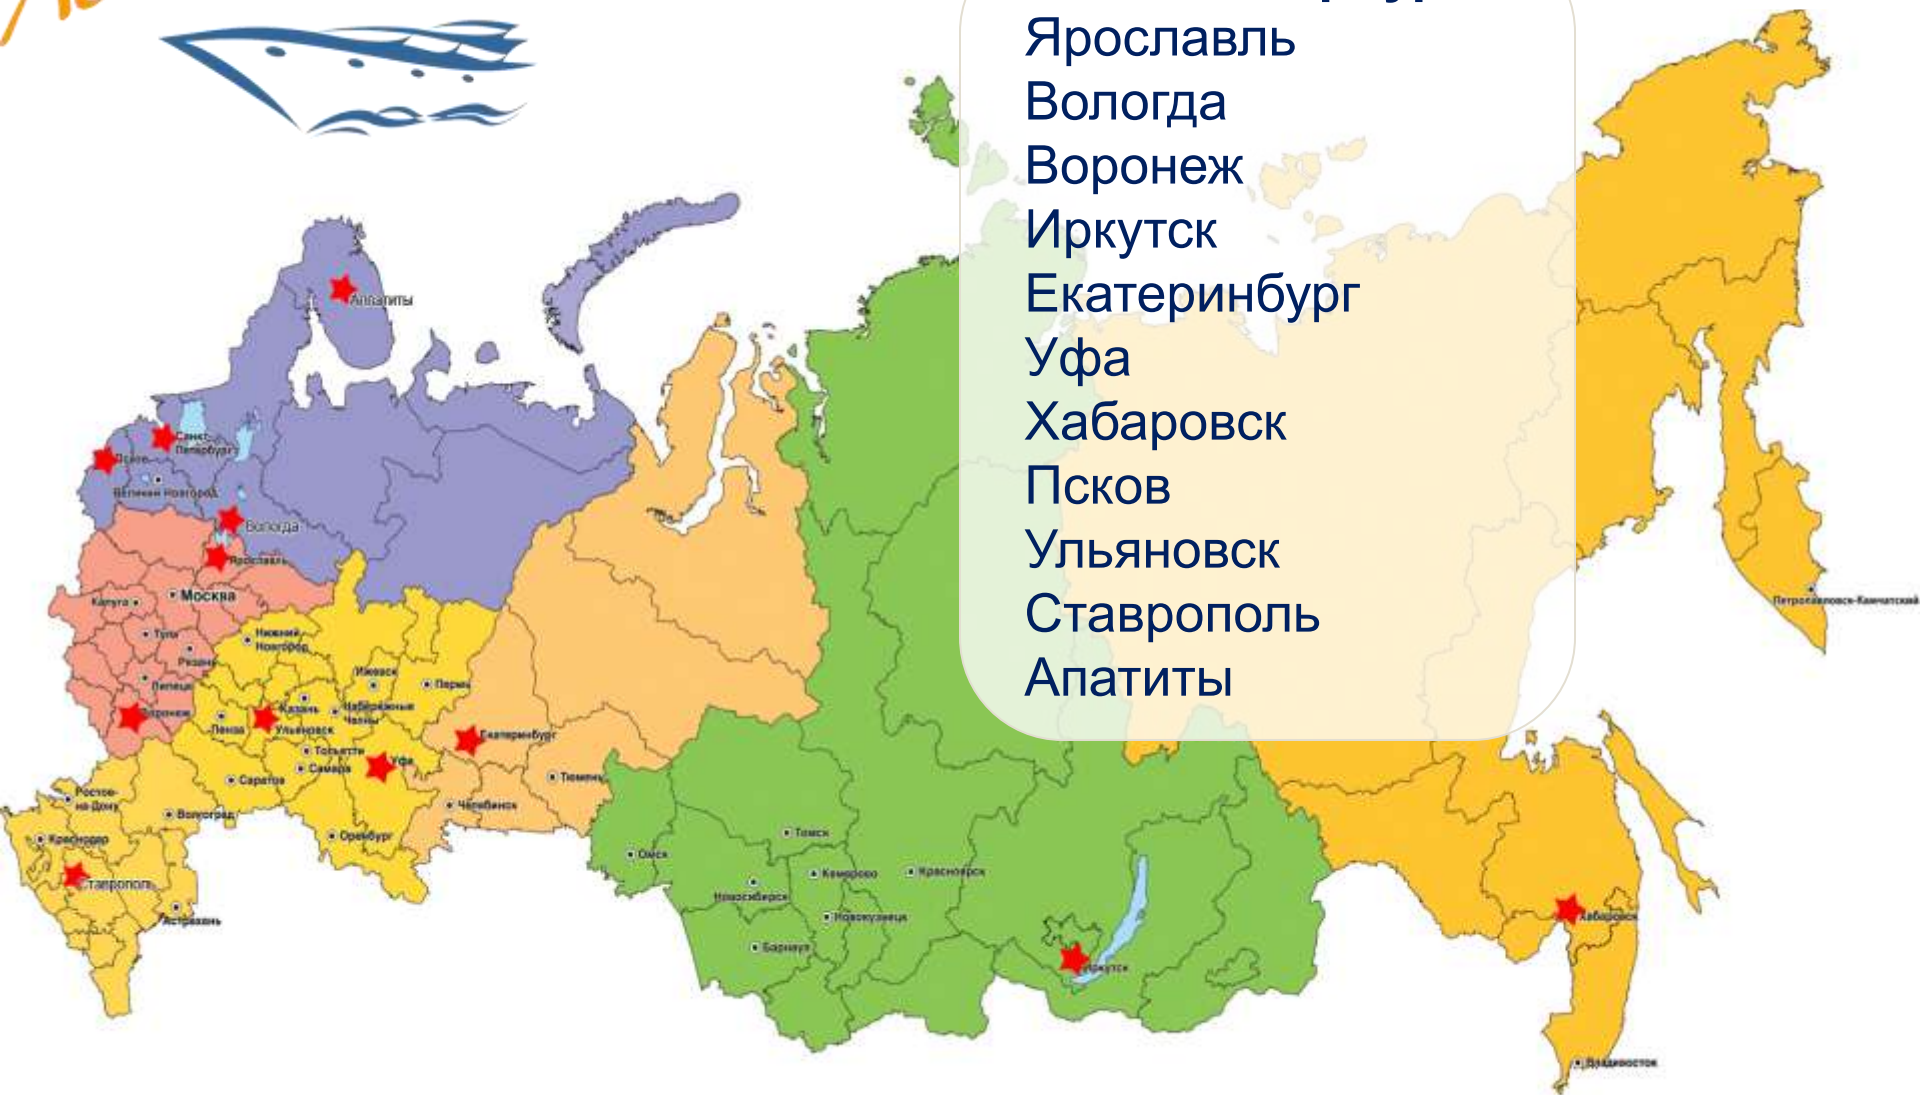 Ярославль
Вологда
Воронеж
Иркутск
Екатеринбург
Уфа
Хабаровск
Псков
Ульяновск
Ставрополь
Апатиты
Аппатиты
Санкт-
Петербург
Великий Новгород
Вологда
Ярославль
Москва
Калуга
Тула
Рязань
Липецк
Воронеж
Нижний
Новгород
Ижевск
Пермь
Казань
Набережные
Челны
Пенза
Ульяновск
Тольятти
Самара
Уфа
Саратов
Оренбург
Екатеринбург
Тюмень
Челябинск
Ростов-
на-Дону
Волгоград
Краснодар
Ставрополь
Астрахань
Омск
Томск
Новосибирск
Кемерово
Красноярск
Новокузнецк
Барнаул
Иркутск
Хабаровск
Владивосток
Петропавловск-Камчатский